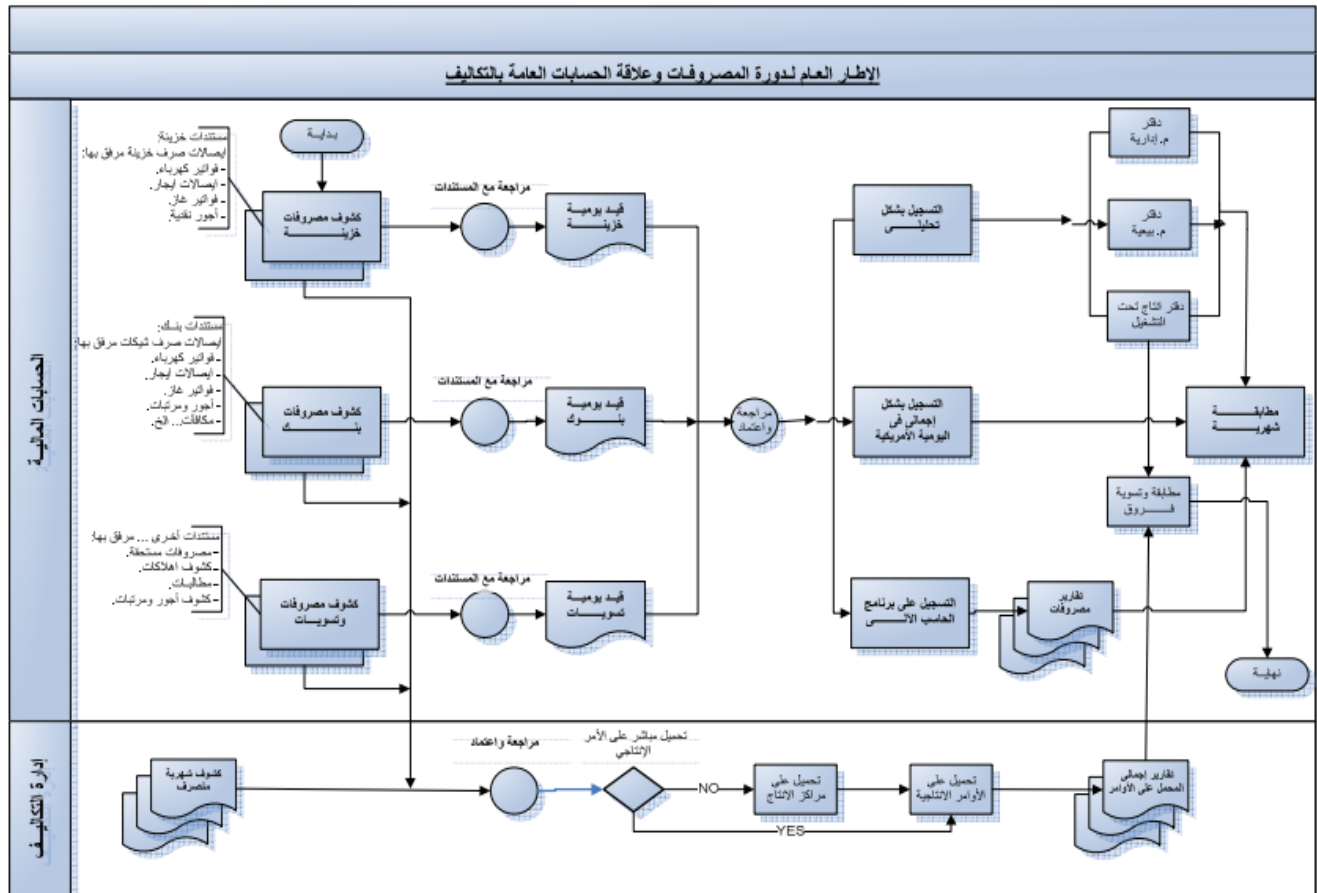 الإطار العام لدورة المصروفات وعلاقة الحسابات العامة بالتكاليف
الحسابات المالية
بداية
مستندات خزينة:
ايصالات صرف خزينة مرفق بها:
- فواتير كهرباء.
- ايصالات ايجار.
- فواتير غاز.
- أجور نقدية.
كشوف مصروفات
خزينة
مراجعة مع المستندات
قيد يومية
خزينة
التسجيل بشكل
تحليلى
دفتر
م.إدارية
دفتر
م.بيعية
دفتر انتاج تحت
التشغيل
مستندات بنك:
ايصالات صرف شيكات مرفق بها:
- فواتير كهرباء.
- ايصالات ايجار.
- فواتير غاز.
- أجور ومرتبات.
- مكافآت... الخ.
كشوف مصروفات
بنك
مراجعة مع المستندات
قيد يومية
بنوك
مراجعة
واعتماد
التسجيل بشكل
إجمالى فى
اليومية الأمريكية
مطابقة
شهرية
مطابقة وتسوية
فروق
مستندات أخرى ... مرفق بها:
- مصروفات مستحقة.
- كشوف اهلاكات.
- مطالبات.
- كشوف أجور ومرتبات.
كشوف مصروفات
وتسويات
مراجعة مع المستندات
قيد يومية
تسويات
التسجيل على برنامج
الحاسب الآلى
تقارير
مصروفات
نهاية
إدارة التكاليف
كشوف شهرية
منصرف
مراجعة واعتماد
تحميل مباشر على الأمر
الإنتاجي
NO
YES
تحميل على
مراكز الانتاج
تحميل على
الأوامر الانتاجية
تقارير إجمالى
المحمل على الأوامر